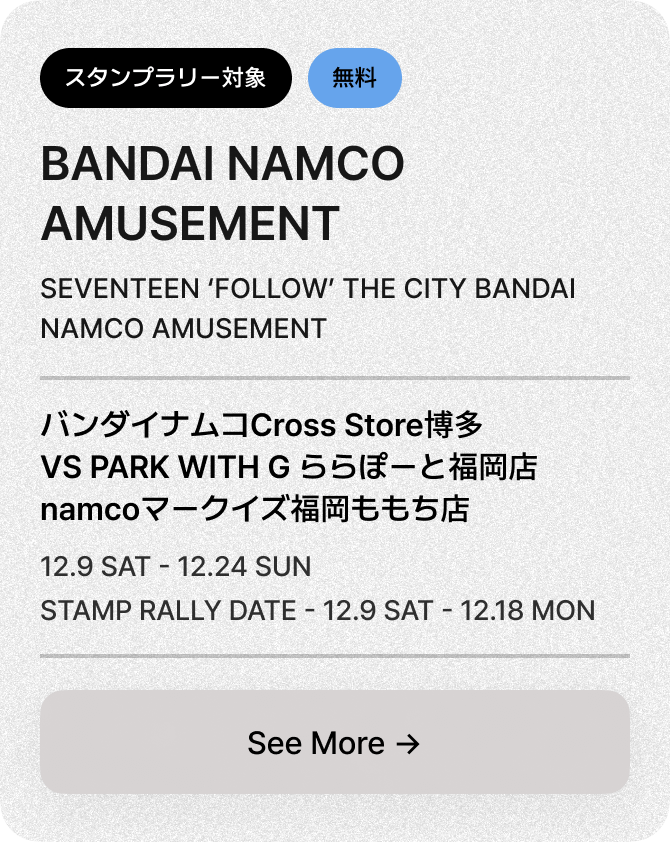 スタンプラリー対象
無料
BANDAI NAMCO
AMUSEMENT
SEVENTEEN ‘FOLLOW’ THE CITY BANDAI
NAMCO AMUSEMENT
バンダイナムコCross Store博多
VS PARK WITH G ららぽーと福岡店
namcoマークイズ福岡ももち店
12.9 SAT - 12.24 SUN
STAMP RALLY DATE - 12.9 SAT - 12.18 MON
See More →